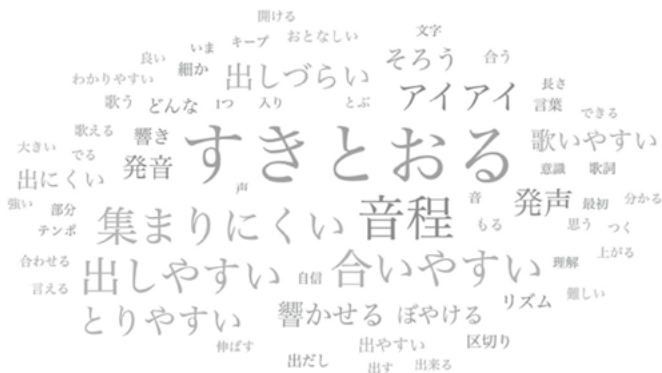 開ける
いま キープ おとなしい 文字
良い 細か 出しづらい そろう 合う
わかりやすい アイアイ 長さ
歌う どんな 1つ 入り とぶ 言葉 できる
大きい 歌える 響き すきとおる 歌いやすい
でる 発音 意識 歌詞
出にくい 声
強い 部分 集まりにくい 音程 音 発声 最初 分かる
テンポ もる 思う つく
合わせる 出しやすい 自信 合いやすい 理解 上がる
言える
とりやすい 響かせる ぼやける リズム 難しい
伸ばす 出やすい 区切り
出だし 出す 出来る